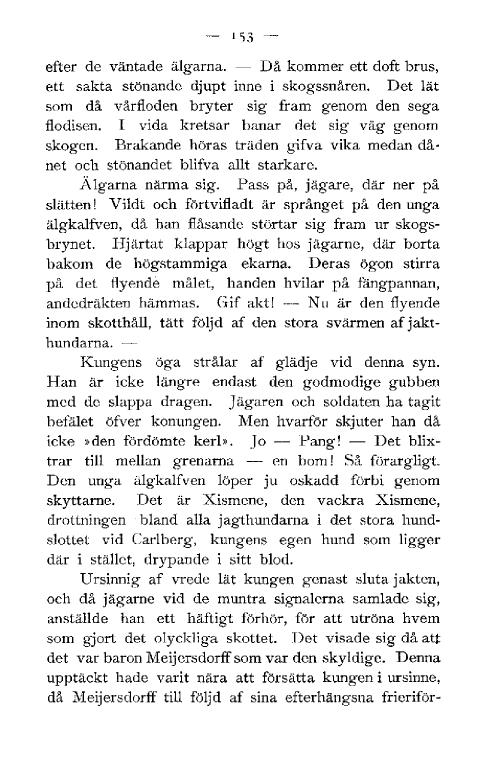 — 153 —
efter de väntade älgarna. — Då kommer ett doft brus,
ett sakta stönande djupt inne i skogssnåren. Det lät
som då vårfloden bryter sig fram genom den sega
flodisen. I vida kretsar banar det sig väg genom
skogen. Brakande höras träden gifva vika medan då-
net och stönandet blifva allt starkare.
Älgarna närma sig. Pass på, jägare, där ner på
slätten! Vildt och förtvifladt är språnget på den unga
älgkalfven, då han flåsande störtar sig fram ur skogs-
brynet. Hjärtat klappar högt hos jägarne, där borta
bakom de högstammiga ekarna. Deras ögon stirra
på det flyende målet, handen hvilar på fängpannan,
andedräkten hämmas. Gif akt! — Nu är den flyende
inom skotthåll, tätt följd af den stora svärmen af jakt-
hundarna. —
Kungens öga strålar af glädje vid denna syn.
Han är icke längre endast den godmodige gubben
med de slappa dragen. Jägaren och soldaten ha tagit
befälet öfver konungen. Men hvarför skjuter han då
icke »den fördömte kerl». Jo — Pang! — Det blix-
trar till mellan grenarna — en bom! Så förargligt.
Den unga älgkalfven löper ju oskadd förbi genom
skyttarne. Det är Xismene, den vackra Xismene,
drottningen bland alla jagthundarna i det stora hund-
slottet vid Carlberg, kungens egen hund som ligger
där i stället, drypande i sitt blod.
Ursinnig af vrede lät kungen genast sluta jakten,
och då jägarne vid de muntra signalerna samlade sig,
anställde han ett häftigt förhör, för att utröna hvem
som gjort det olyckliga skottet. Det visade sig då att
det var baron Meijersdorff som var den skyldige. Denna
upptäckt hade varit nära att försätta kungen i ursinne,
då Meijersdorff till följd af sina efterhängsna frieriför-